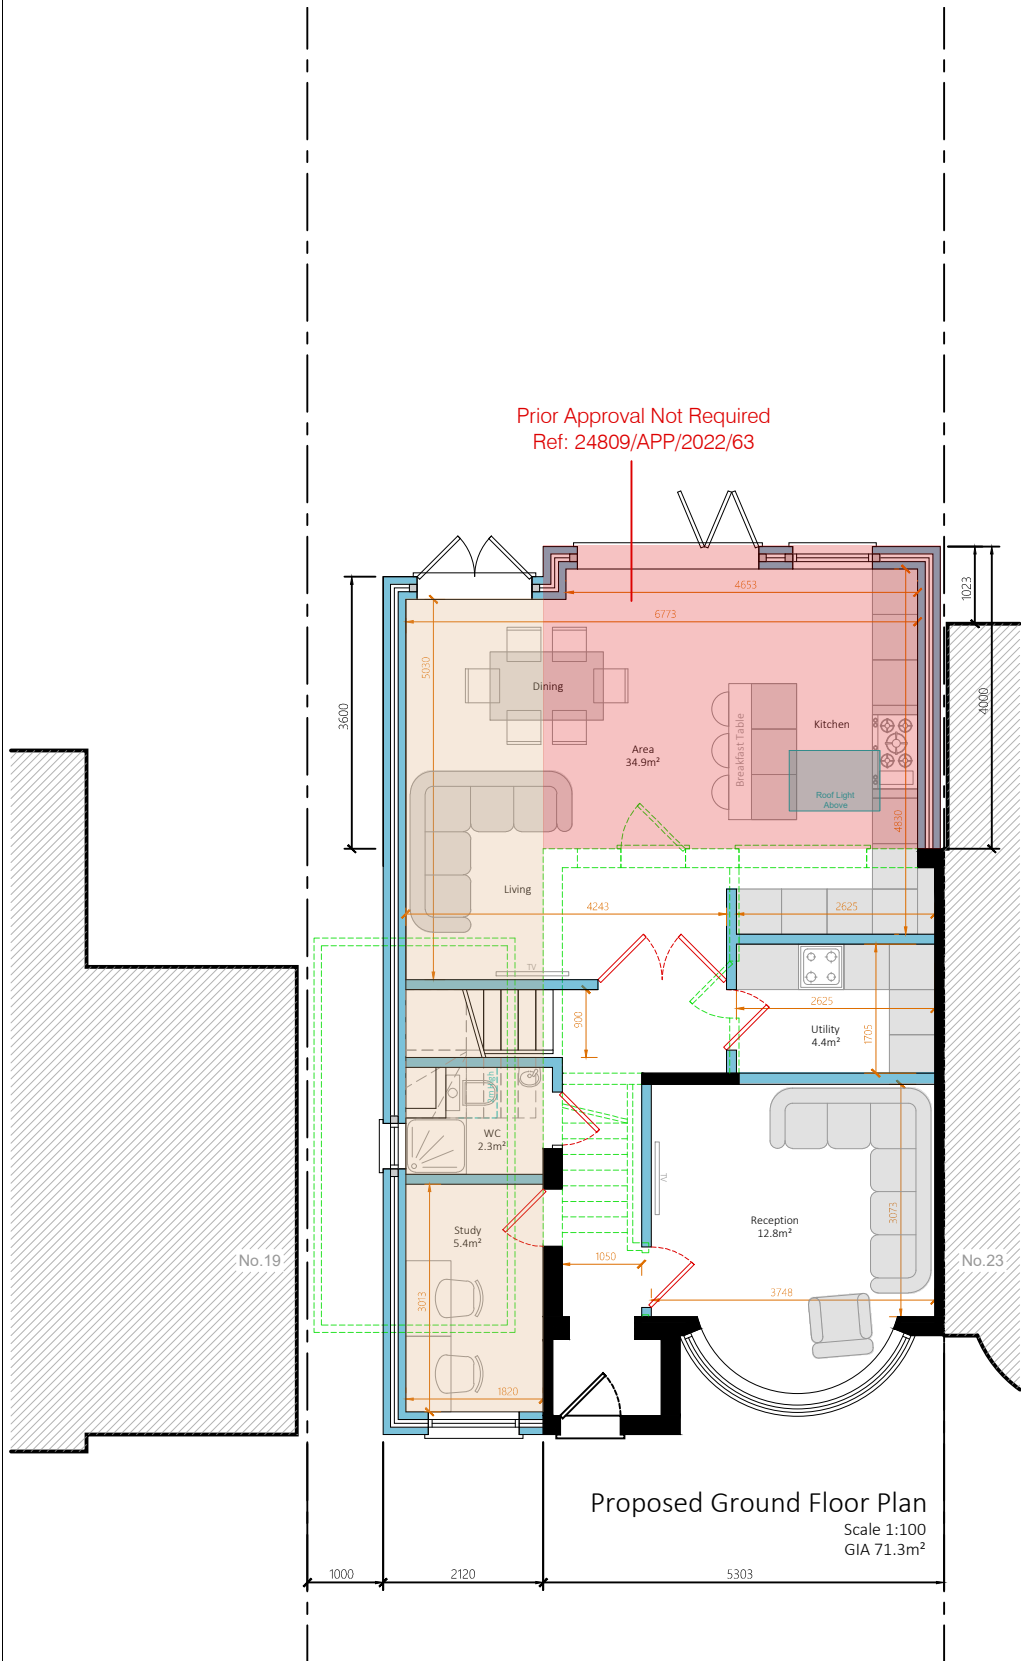 Prior Approval Not Required
Ref: 24809/APP/2022/63
4653
6773
5030
3600
1023
4000
Dining
Kitchen
Area
34.9m²
Breakfast Table
Roof Light
Above
4830
Living
4243
2625
TV
900
2625
Utility
4.4m²
1705
2m High
WC
2.3m²
TV
Study
5.4m²
Reception
12.8m²
3073
No.19
No.23
1050
3013
3748
1820
Proposed Ground Floor Plan
Scale 1:100
GIA 71.3m²
1000
2120
5303